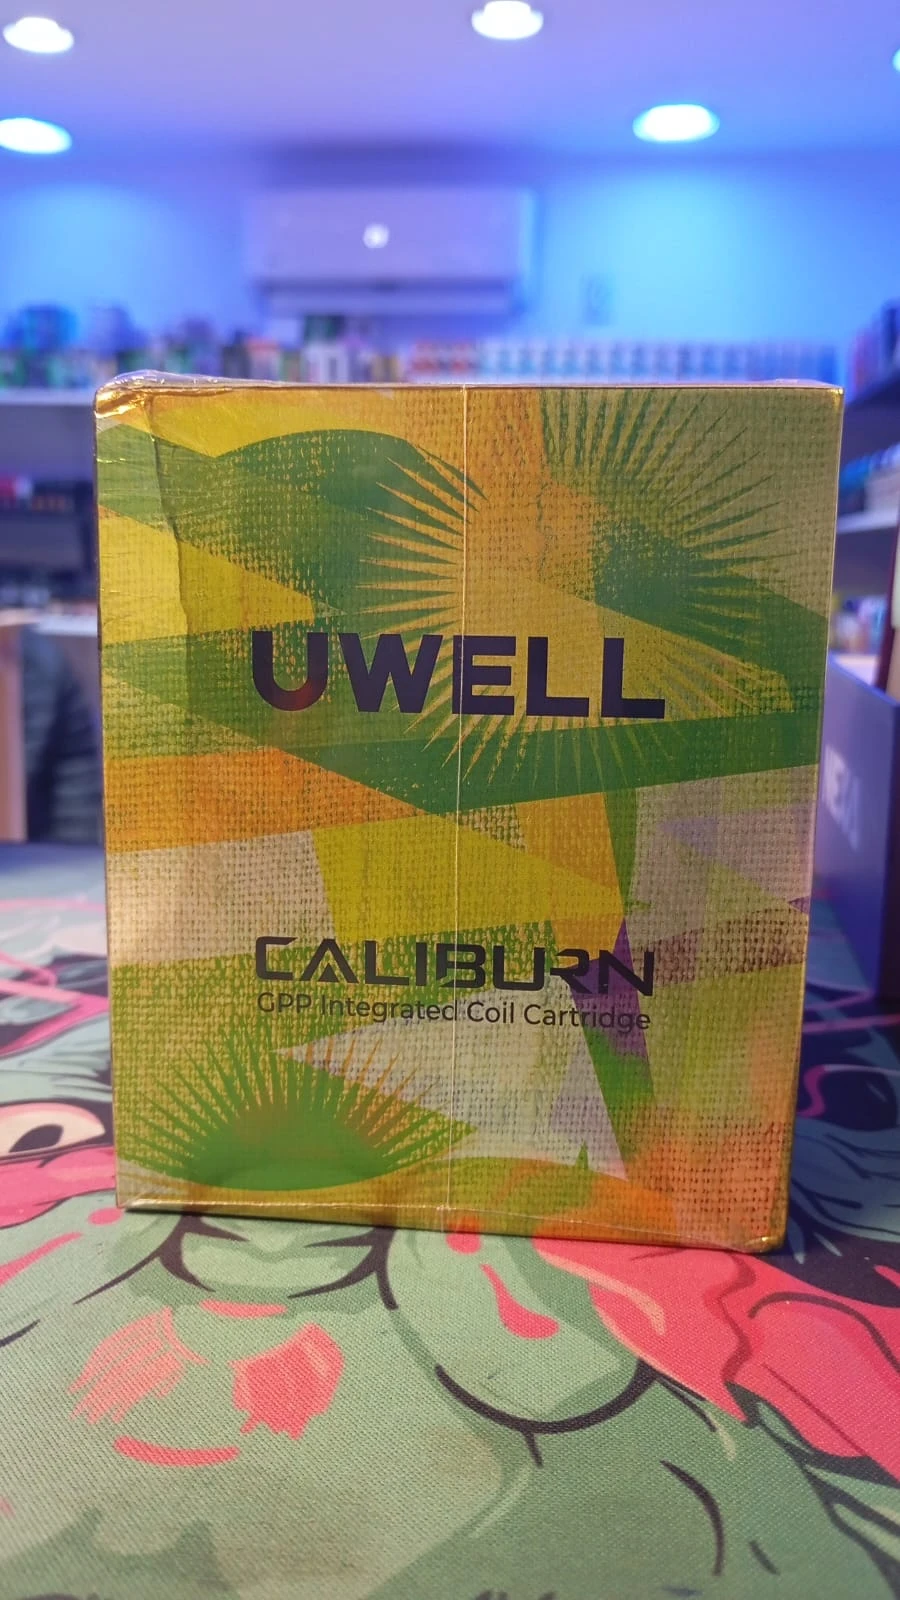 UWELL
CALIBURN
GPP Integrated Coil Cartridge